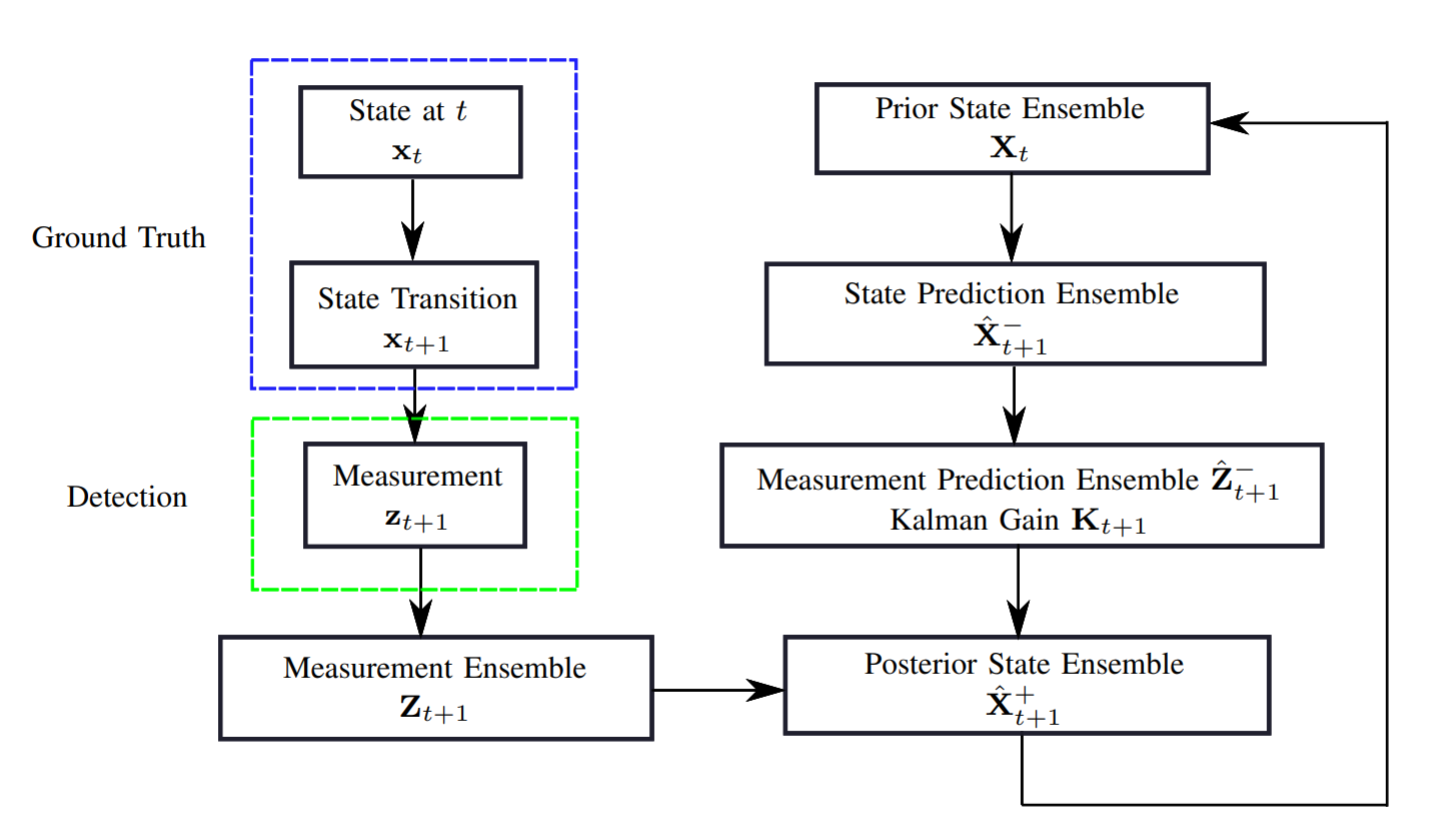 State at t
x_t
Ground Truth
State Transition
x_{t+1}
Detection
Measurement
z_{t+1}
Measurement Ensemble
Z_{t+1}
Prior State Ensemble
X_t
State Prediction Ensemble
X̂^−_{t+1}
Measurement Prediction Ensemble Ẑ^−_{t+1}
Kalman Gain K_{t+1}
Posterior State Ensemble
X̂^+_{t+1}